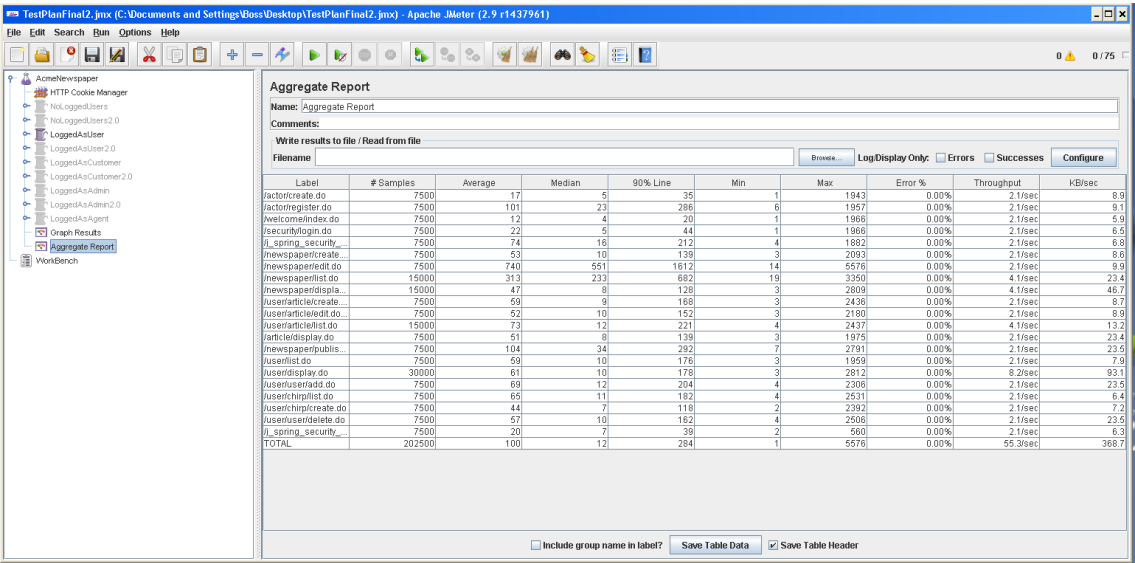 TestPlanFinal2.jmx (C:\Documents and Settings\Boss\Desktop\TestPlanFinal2.jmx) - Apache JMeter (2.9 r1437961)
File Edit Search Run Options Help
0 0/75
AcmeNewspaper
HTTP Cookie Manager
NoLoggedUsers
NoLoggedUsers2.0
LoggedAsUser
LoggedAsUser2.0
LoggedAsCustomer
LoggedAsCustomer2.0
LoggedAsAdmin
LoggedAsAdmin2.0
LoggedAsAgent
Graph Results
Aggregate Report
WorkBench
Aggregate Report
Name: Aggregate Report
Comments:
Write results to file / Read from file
Filename Browse... Log/Display Only: Errors Successes Configure
Label # Samples Average Median 90% Line Min Max Error % Throughput KB/sec
/actor/create.do 7500 17 5 35 1 1943 0.00% 2.1/sec 8.9
/actor/register.do 7500 101 23 286 6 1957 0.00% 2.1/sec 9.1
/welcome/index.do 7500 12 4 20 1 1966 0.00% 2.1/sec 5.9
/security/login.do 7500 22 5 44 1 1966 0.00% 2.1/sec 6.5
/j_spring_security_... 7500 74 16 212 4 1882 0.00% 2.1/sec 6.8
/newspaper/create.... 7500 53 10 139 3 2093 0.00% 2.1/sec 8.6
/newspaper/edit.do 7500 740 551 1612 14 5576 0.00% 2.1/sec 9.9
/newspaper/list.do 15000 313 233 682 19 3350 0.00% 4.1/sec 23.4
/newspaper/displa... 15000 47 8 128 3 2809 0.00% 4.1/sec 46.7
/user/article/create.... 7500 59 9 168 3 2436 0.00% 2.1/sec 8.7
/user/article/edit.do... 7500 52 10 152 3 2180 0.00% 2.1/sec 8.9
/user/article/list.do 15000 73 12 221 4 2437 0.00% 4.1/sec 13.2
/article/display.do 7500 51 8 139 3 1975 0.00% 2.1/sec 23.4
/newspaper/publis... 7500 104 34 292 7 2791 0.00% 2.1/sec 23.5
/user/list.do 7500 59 10 176 3 1959 0.00% 2.1/sec 7.9
/user/display.do 30000 61 10 178 3 2812 0.00% 8.2/sec 93.1
/user/user/add.do 7500 69 12 204 4 2306 0.00% 2.1/sec 23.5
/user/chirp/list.do 7500 65 11 182 4 2531 0.00% 2.1/sec 6.4
/user/chirp/create.do 7500 44 7 118 2 2392 0.00% 2.1/sec 7.2
/user/user/delete.do 7500 57 10 162 4 2506 0.00% 2.1/sec 23.5
/j_spring_security_... 7500 20 7 39 2 560 0.00% 2.1/sec 6.3
TOTAL 202500 100 12 284 1 5576 0.00% 55.3/sec 368.7
Include group name in label? Save Table Data Save Table Header